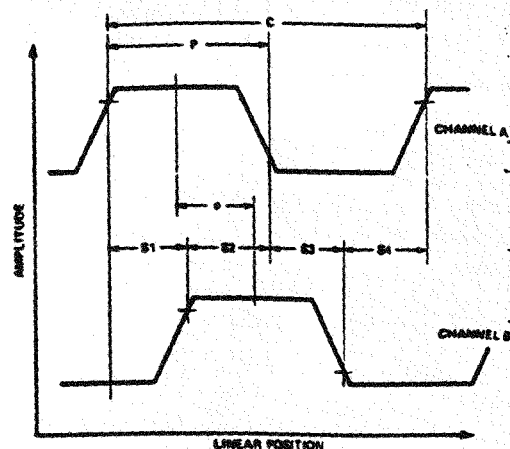 C
P
CHANNEL A
ø
S1 S2 S3 S4
AMPLITUDE
CHANNEL B
LINEAR POSITION